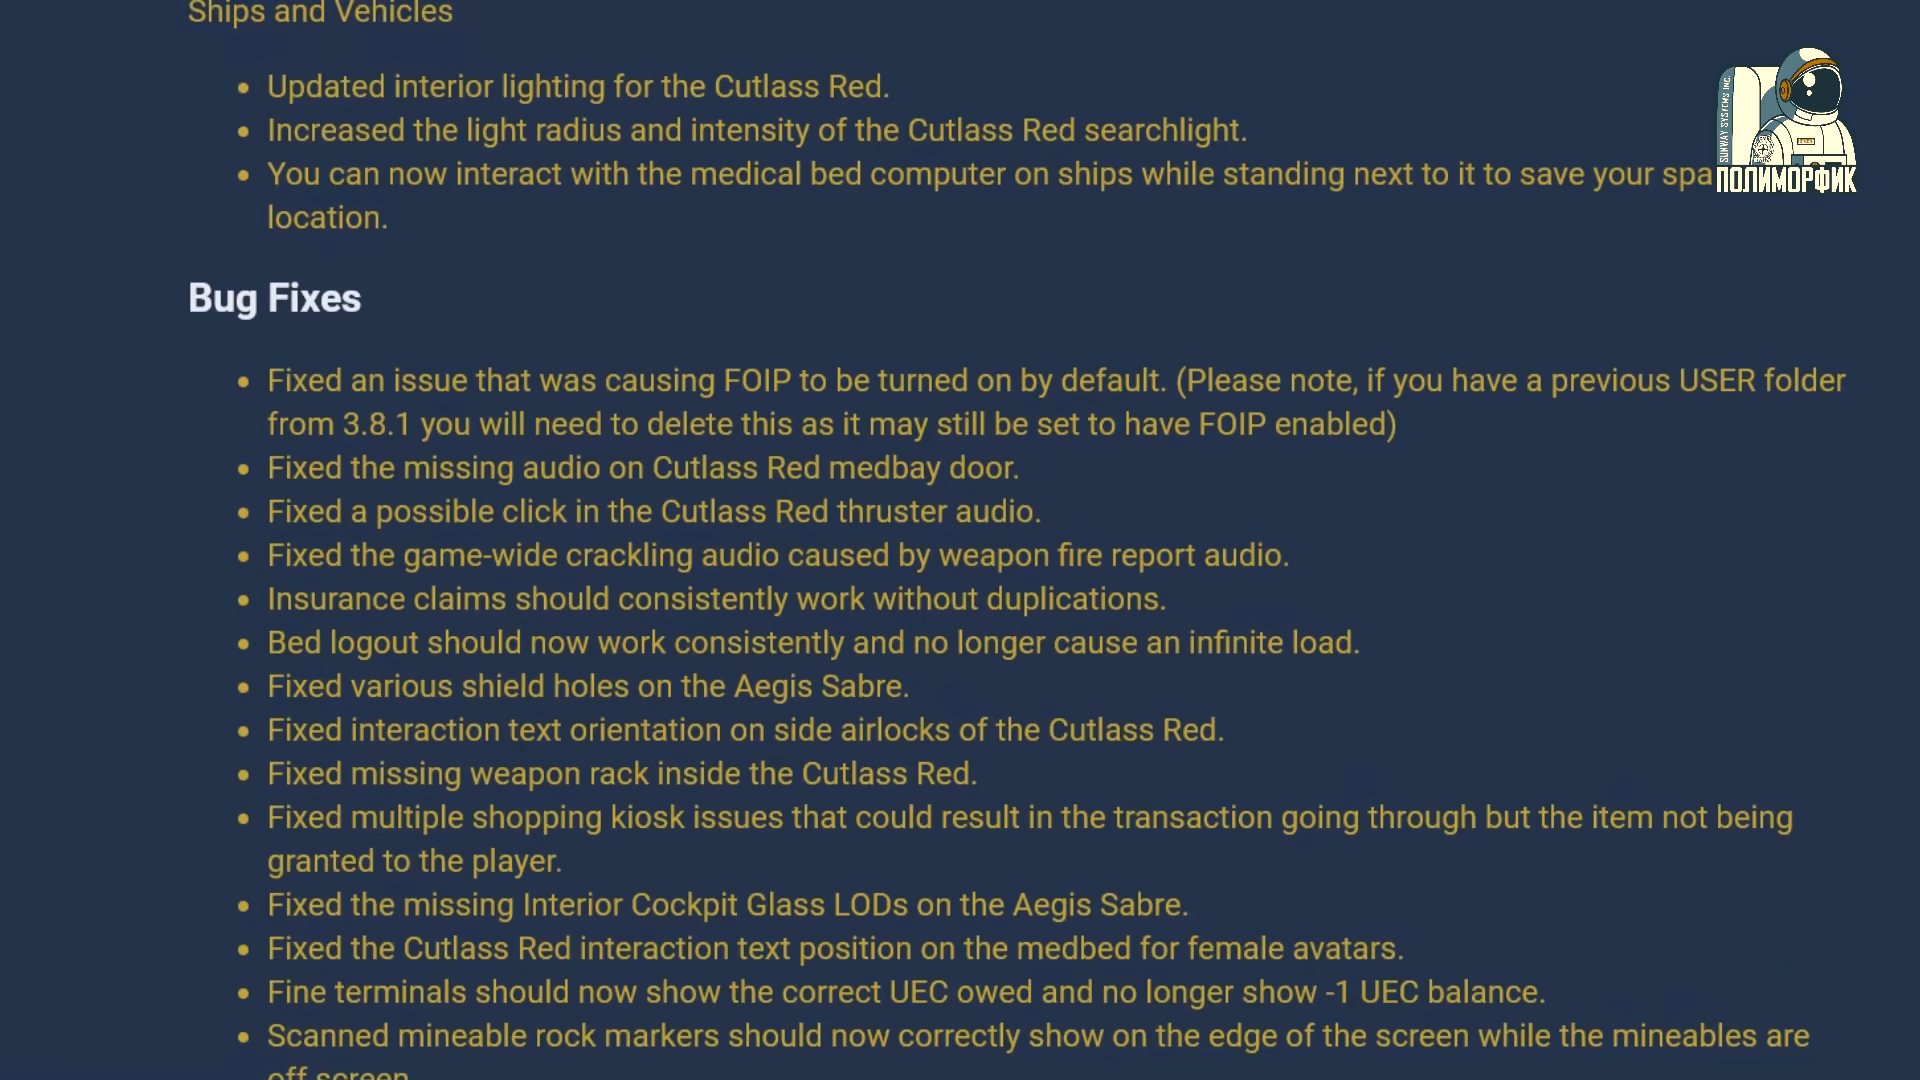 Ships and Vehicles
Updated interior lighting for the Cutlass Red.
Increased the light radius and intensity of the Cutlass Red searchlight.
You can now interact with the medical bed computer on ships while standing next to it to save your spa
location.
SUNWAY SYSTEMS INC.
ПОЛИМОРФИК
Bug Fixes
Fixed an issue that was causing FOIP to be turned on by default. (Please note, if you have a previous USER folder
from 3.8.1 you will need to delete this as it may still be set to have FOIP enabled)
Fixed the missing audio on Cutlass Red medbay door.
Fixed a possible click in the Cutlass Red thruster audio.
Fixed the game-wide crackling audio caused by weapon fire report audio.
Insurance claims should consistently work without duplications.
Bed logout should now work consistently and no longer cause an infinite load.
Fixed various shield holes on the Aegis Sabre.
Fixed interaction text orientation on side airlocks of the Cutlass Red.
Fixed missing weapon rack inside the Cutlass Red.
Fixed multiple shopping kiosk issues that could result in the transaction going through but the item not being
granted to the player.
Fixed the missing Interior Cockpit Glass LODs on the Aegis Sabre.
Fixed the Cutlass Red interaction text position on the medbed for female avatars.
Fine terminals should now show the correct UEC owed and no longer show -1 UEC balance.
Scanned mineable rock markers should now correctly show on the edge of the screen while the mineables are
off screen